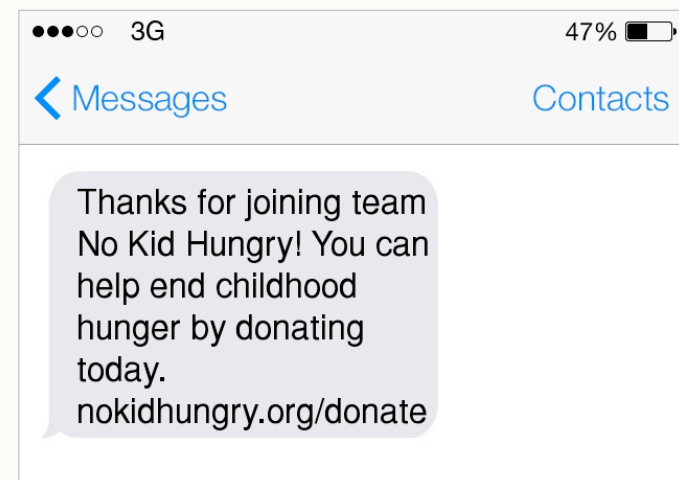 3G 47%
Messages Contacts
Thanks for joining team
No Kid Hungry! You can
help end childhood
hunger by donating
today.
nokidhungry.org/donate